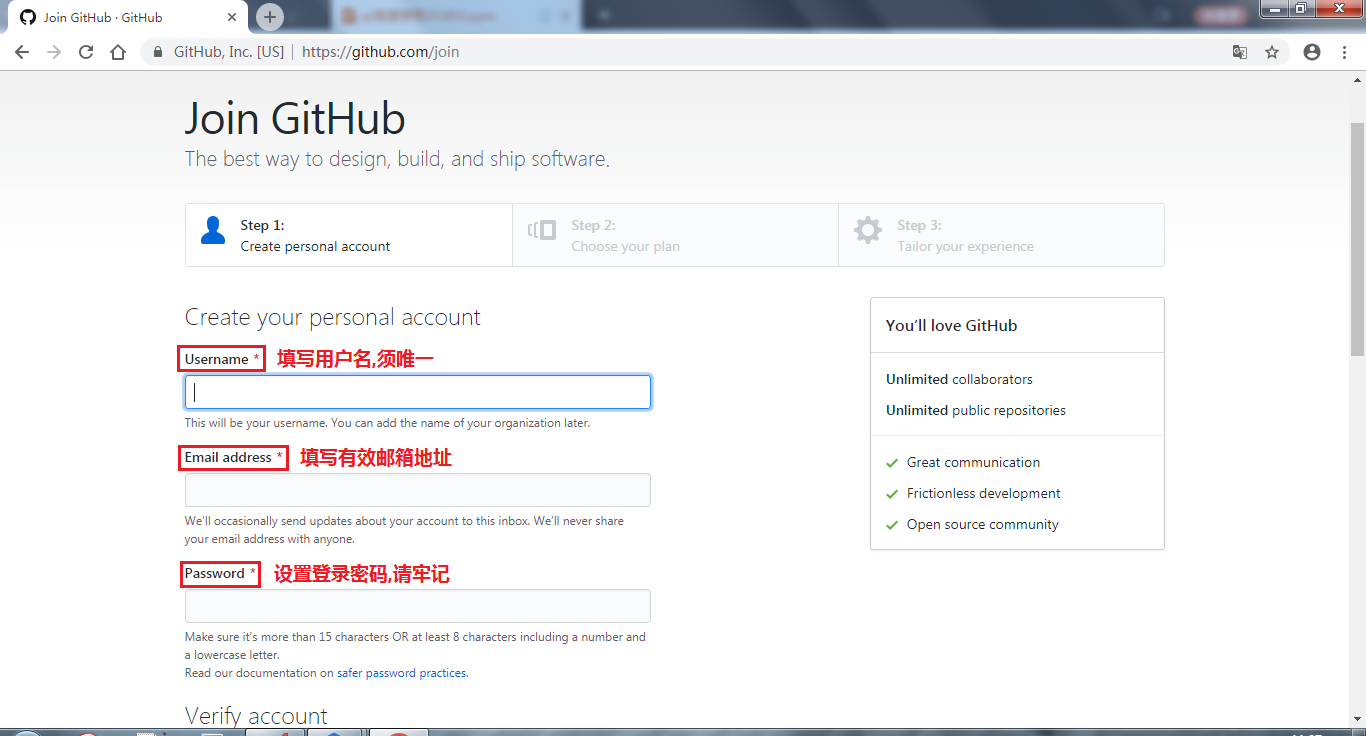 Join GitHub · GitHub
GitHub, Inc. [US] | https://github.com/join
Join GitHub
The best way to design, build, and ship software.
Step 1:
Create personal account
Step 2:
Choose your plan
Step 3:
Tailor your experience
Create your personal account
Username * 填写用户名,须唯一
This will be your username. You can add the name of your organization later.
Email address * 填写有效邮箱地址
We'll occasionally send updates about your account to this inbox. We'll never share
your email address with anyone.
Password * 设置登录密码,请牢记
Make sure it's more than 15 characters OR at least 8 characters including a number and
a lowercase letter.
Read our documentation on safer password practices.
Verify account
You’ll love GitHub
Unlimited collaborators
Unlimited public repositories
Great communication
Frictionless development
Open source community